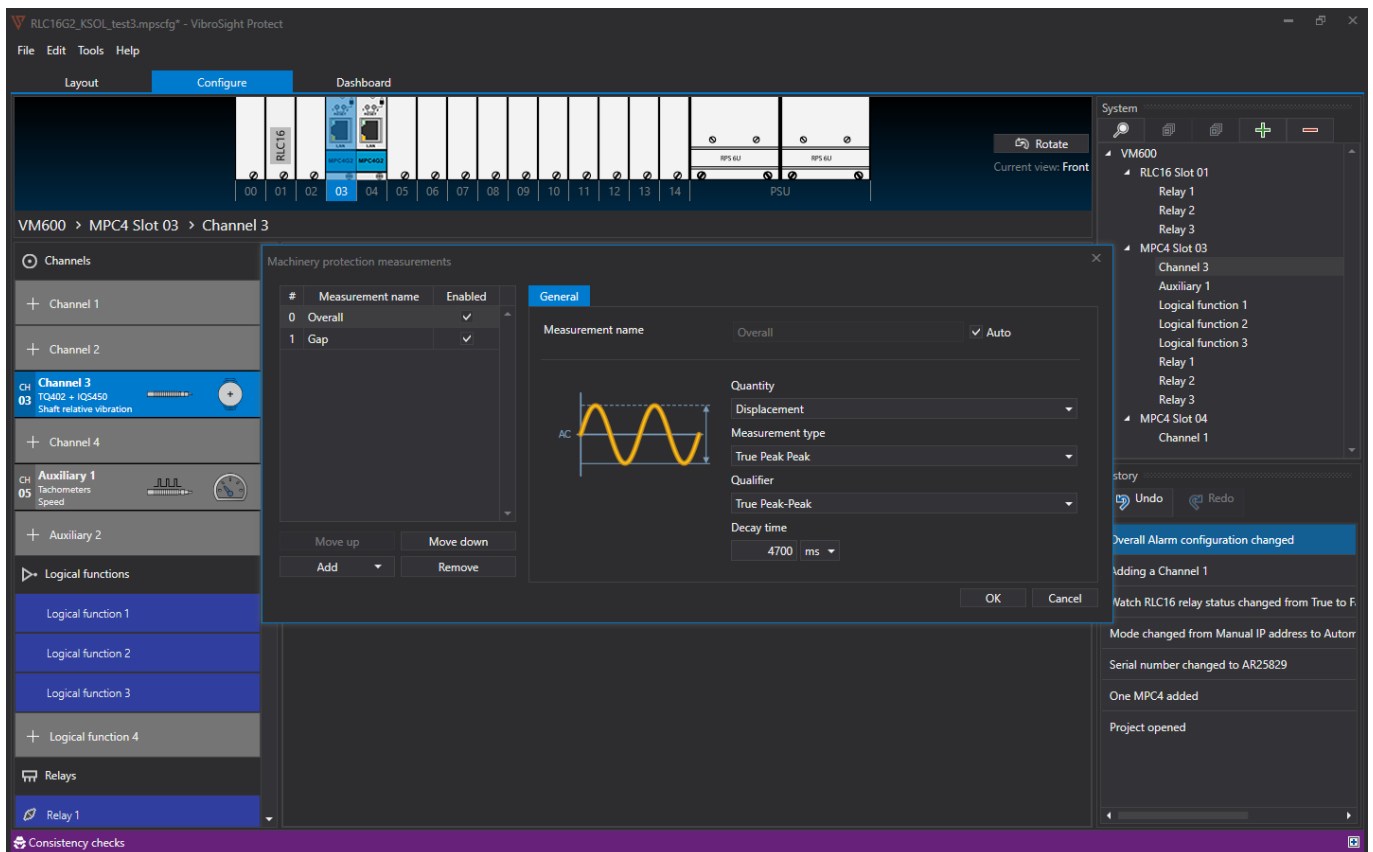 RLC16G2_KSOL_test3.mpscfg* - VibroSight Protect
File Edit Tools Help
Layout Configure Dashboard
RLC16
LAN LAN
MPC4G2 MPC4G2
RPS 6U RPS 6U
00 01 02 03 04 05 06 07 08 09 10 11 12 13 14 PSU
Rotate
Current view: Front
VM600 > MPC4 Slot 03 > Channel 3
Channels
Channel 1
Channel 2
CH 03
Channel 3
TQ402 + IQS450
Shaft relative vibration
Channel 4
CH 05
Auxiliary 1
Tachometers
Speed
Auxiliary 2
Logical functions
Logical function 1
Logical function 2
Logical function 3
Logical function 4
Relays
Relay 1
Machinery protection measurements
# Measurement name Enabled
0 Overall
1 Gap
Move up Move down
Add Remove
General
Measurement name Overall Auto
AC
Quantity
Displacement
Measurement type
True Peak Peak
Qualifier
True Peak-Peak
Decay time
4700 ms
OK Cancel
System
VM600
RLC16 Slot 01
Relay 1
Relay 2
Relay 3
MPC4 Slot 03
Channel 3
Auxiliary 1
Logical function 1
Logical function 2
Logical function 3
Relay 1
Relay 2
Relay 3
MPC4 Slot 04
Channel 1
story
Undo Redo
Overall Alarm configuration changed
Adding a Channel 1
Watch RLC16 relay status changed from True to F
Mode changed from Manual IP address to Autom
Serial number changed to AR25829
One MPC4 added
Project opened
Consistency checks